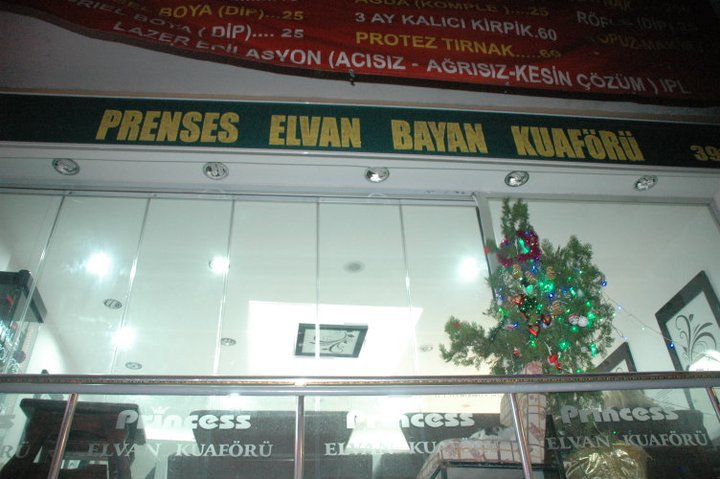 BOYA (DİP)...25
BOYA ( DİP)....25
LAZER EPİLASYON (ACISIZ - AĞRISIZ-KESİN ÇÖZÜM ) IPL
AĞDA (KOMPLE )....25
3 AY KALICI KİRPİK.60
PROTEZ TIRNAK.....60
PRENSES ELVAN BAYAN KUAFÖRÜ
Princess Princess Princess
ELVAN KUAFÖRÜ ELVAN ELVAN KUAFÖRÜ